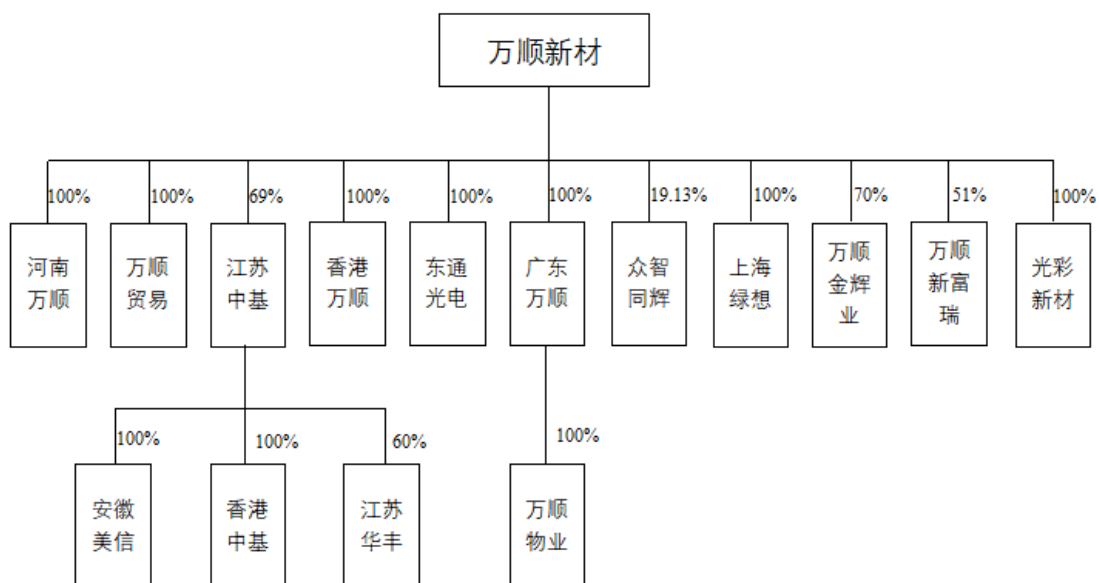 万顺新材
100%
100%
69%
100%
100%
100%
19.13%
100%
70%
51%
100%
河南
万顺
万顺
贸易
江苏
中基
香港
万顺
东通
光电
广东
万顺
众智
同辉
上海
绿想
万顺
金辉
业
万顺
新富
瑞
光彩
新材
100%
100%
60%
100%
安徽
美信
香港
中基
江苏
华丰
万顺
物业